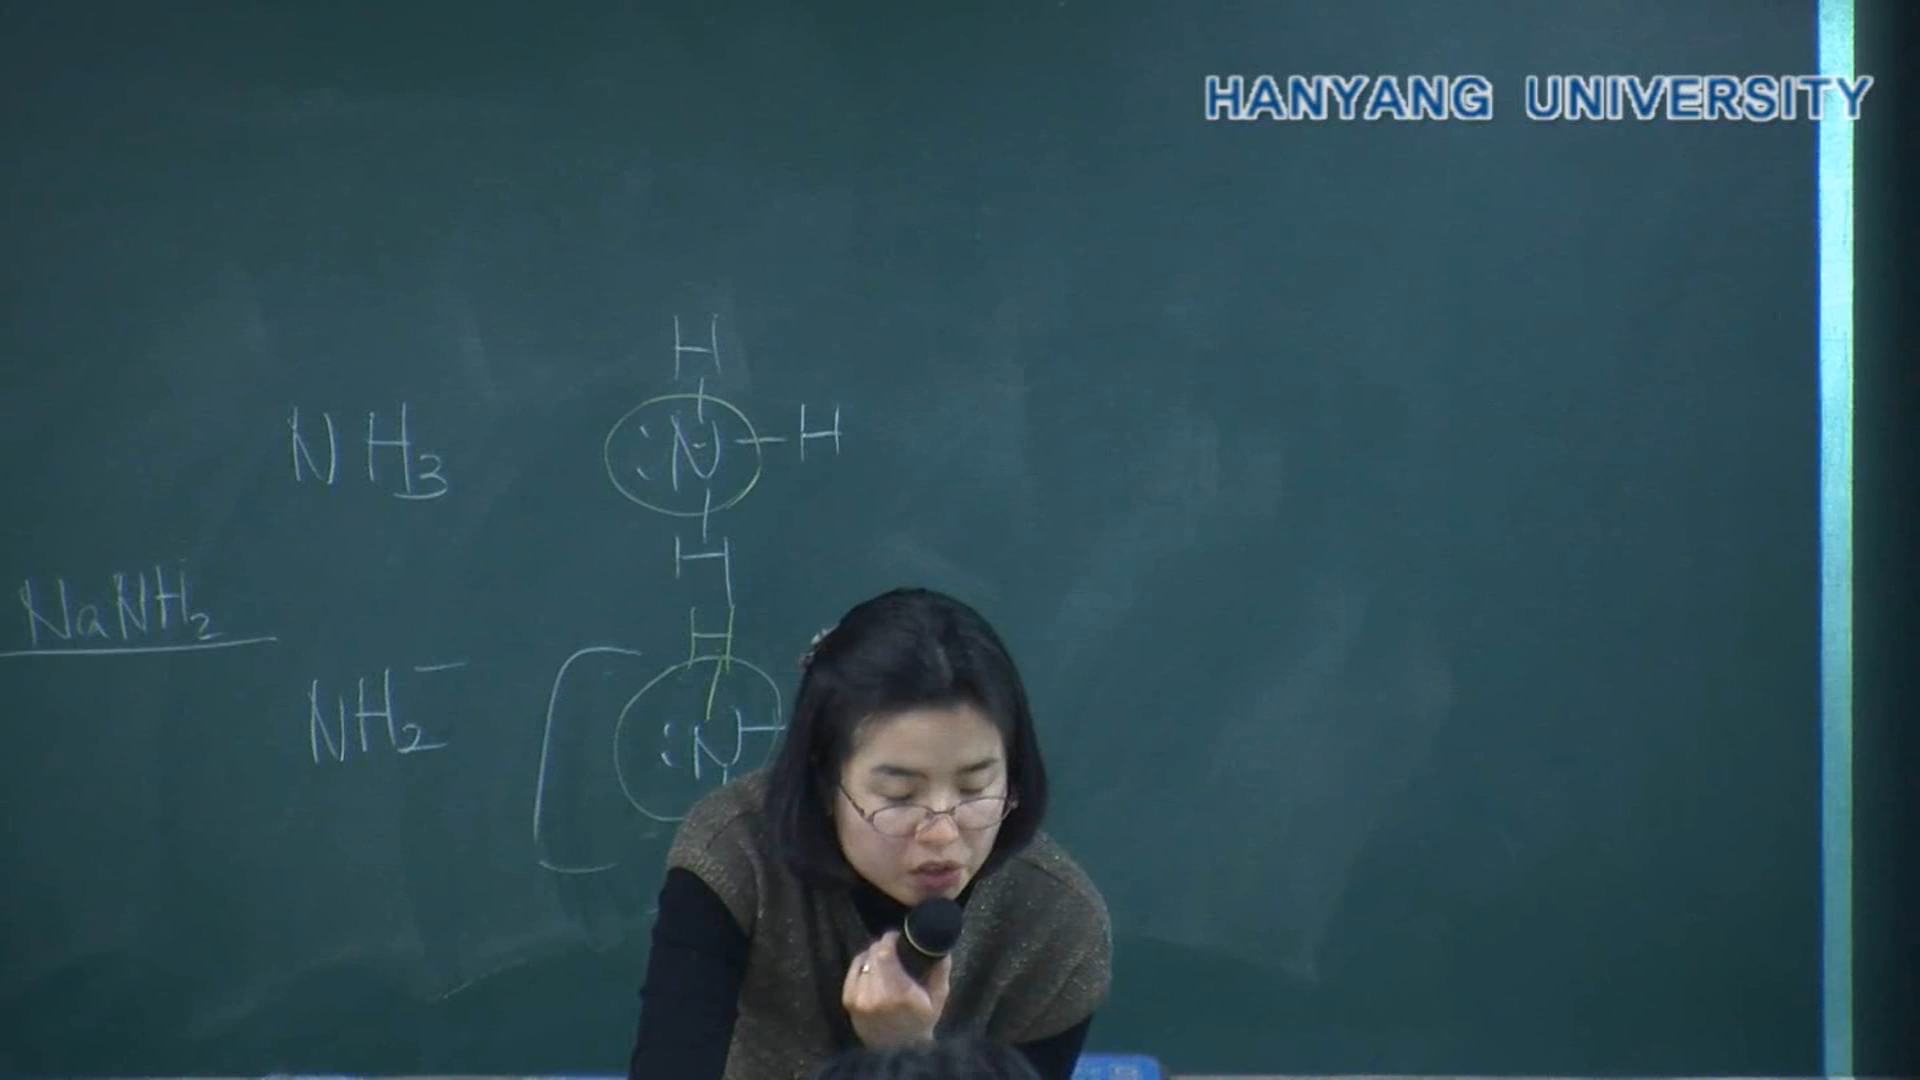 HANYANG UNIVERSITY
H
NH3 :N-H
H
NaNH2
H
NH2⁻ :N-